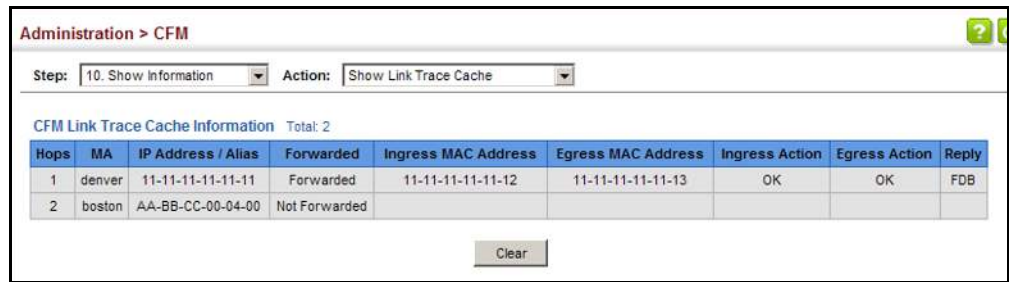 Administration > CFM
?
Step: 10. Show Information Action: Show Link Trace Cache
CFM Link Trace Cache Information Total: 2
Hops MA IP Address / Alias Forwarded Ingress MAC Address Egress MAC Address Ingress Action Egress Action Reply
1 denver 11-11-11-11-11-11 Forwarded 11-11-11-11-11-12 11-11-11-11-11-13 OK OK FDB
2 boston AA-BB-CC-00-04-00 Not Forwarded
Clear